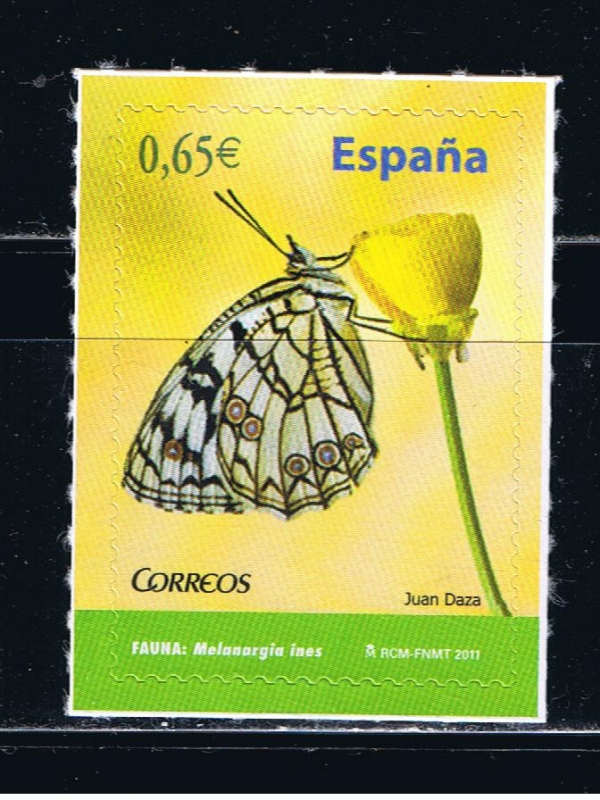 0,65€ España
CORREOS
Juan Daza
FAUNA: Melanargia ines RCM-FNMT 2011